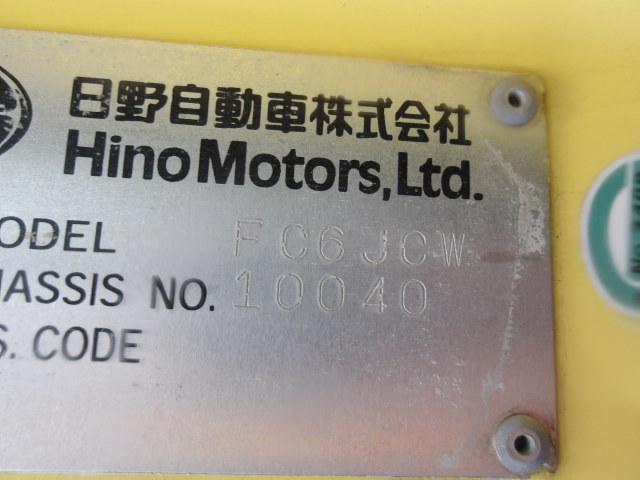 日野自動車株式会社
Hino Motors, Ltd.
ODEL FC6JCW
HASSIS NO. 10040
S. CODE